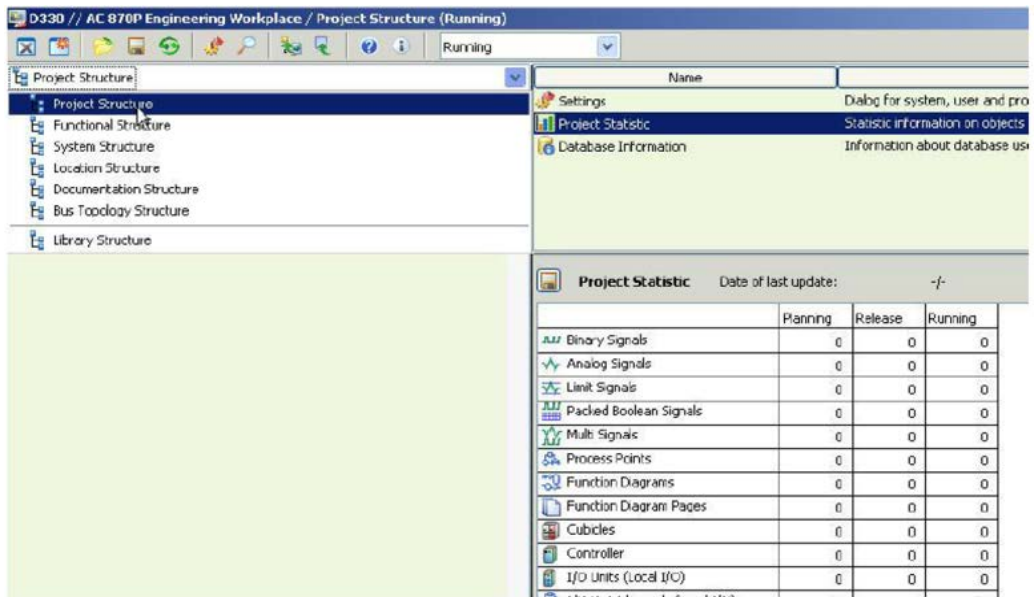 D330 // AC 870P Engineering Workplace / Project Structure (Running)
Running
Project Structure
Project Structure
Functional Structure
System Structure
Location Structure
Documentation Structure
Bus Topology Structure
Library Structure
Name
Settings Dialog for system, user and pro
Project Statistic Statistic information on objects
Database Information Information about database us
Project Statistic Date of last update: -/-
Planning Release Running
Binary Signals 0 0 0
Analog Signals 0 0 0
Limit Signals 0 0 0
Packed Boolean Signals 0 0 0
Multi Signals 0 0 0
Process Points 0 0 0
Function Diagrams 0 0 0
Function Diagram Pages 0 0 0
Cubicles 0 0 0
Controller 0 0 0
I/O Units (Local I/O) 0 0 0